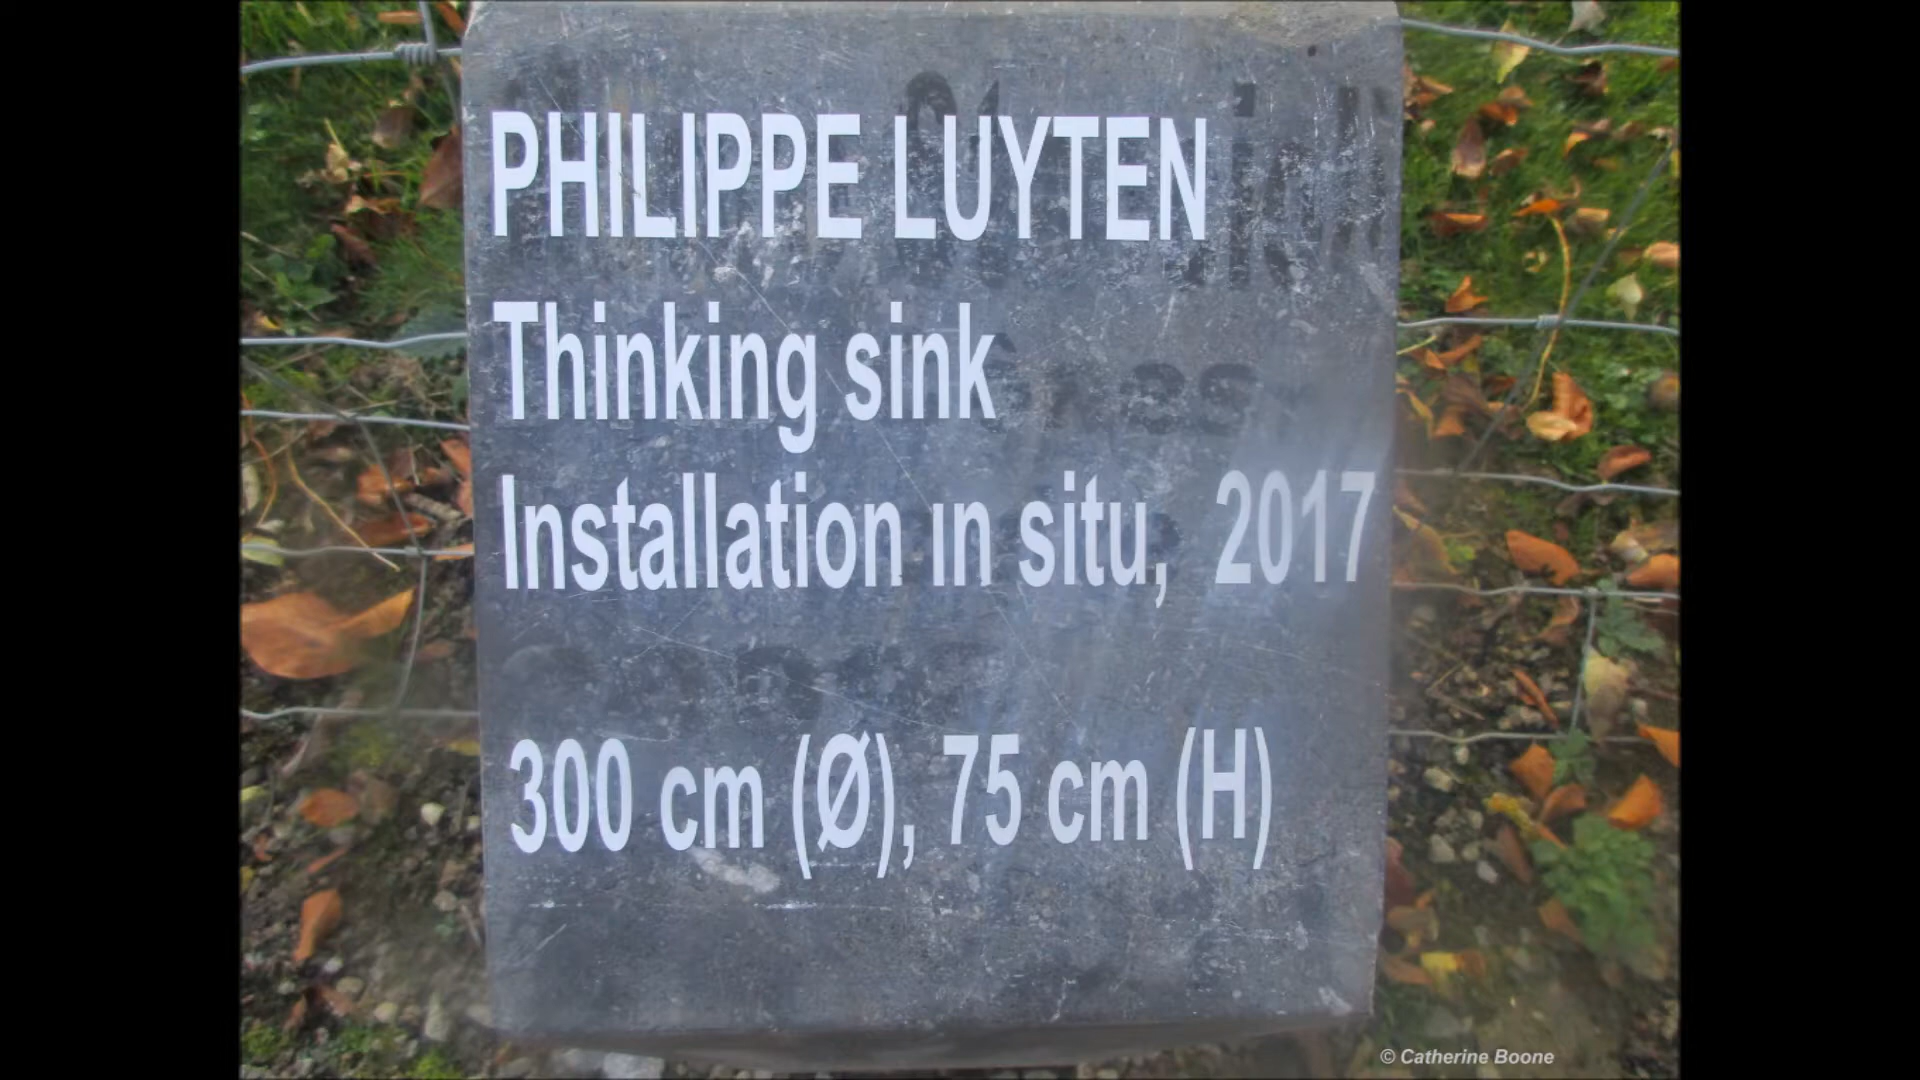 PHILIPPE LUYTEN
Thinking sink
Installation ın situ, 2017
300 cm (Ø), 75 cm (H)
© Catherine Boone